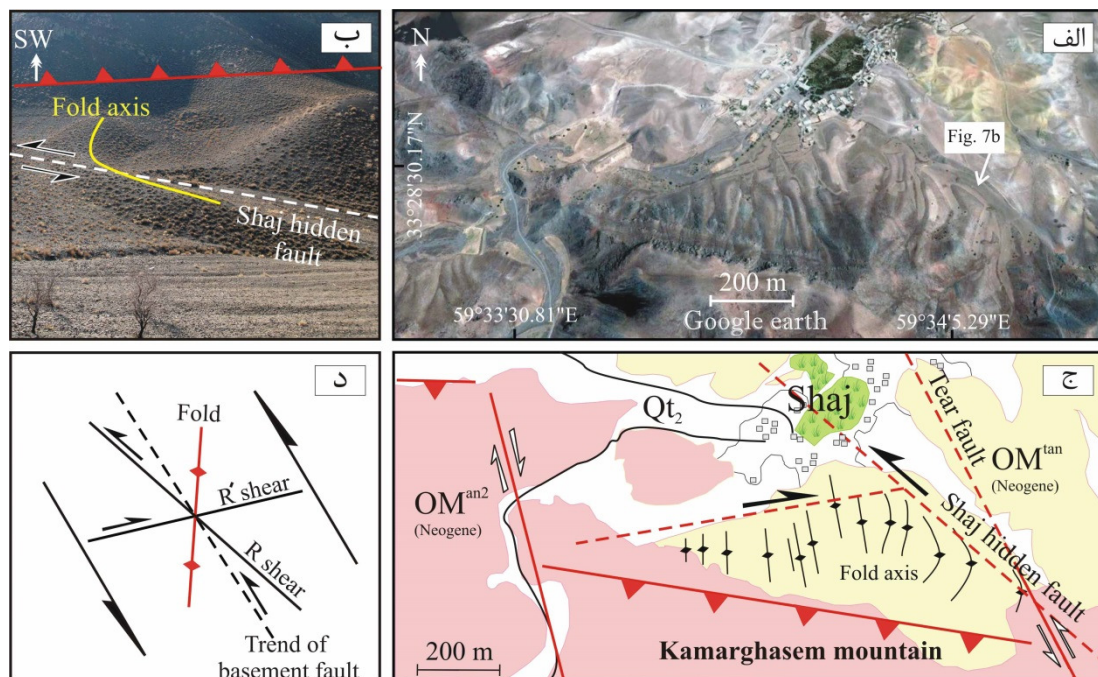 الف
N
33°28'30.17"N
Fig. 7b
200 m
Google earth
59°33'30.81"E
59°34'5.29"E
ب
SW
Fold axis
Shaj hidden
fault
ج
Shaj
Qt2
Tear fault
OMtan
(Neogene)
OMan2
(Neogene)
Shaj hidden fault
Fold axis
Kamarghasem mountain
200 m
د
Fold
R' shear
R shear
Trend of
basement fault